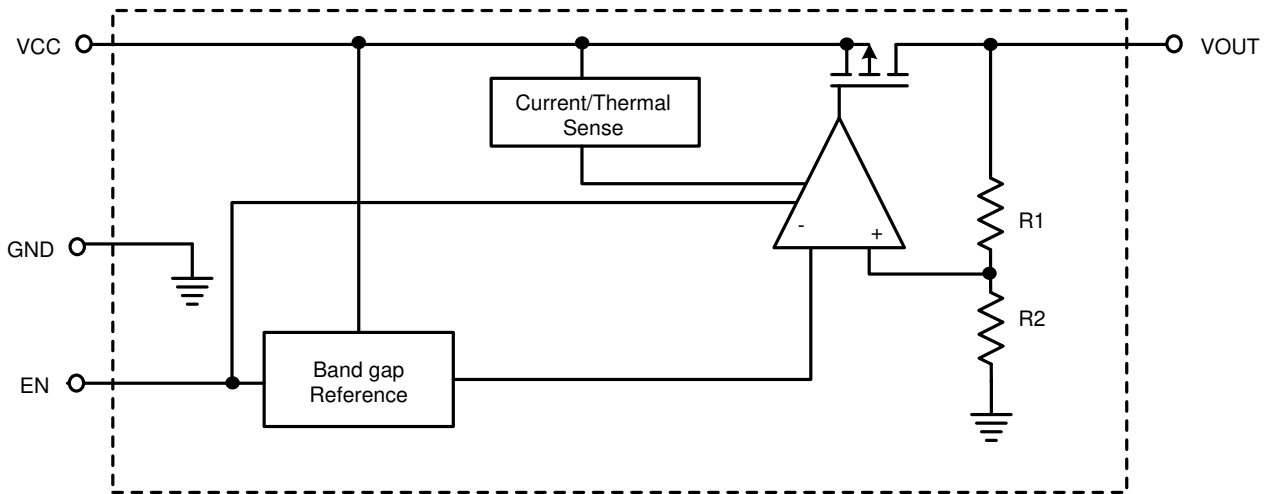 VCC
VOUT
Current/Thermal
Sense
- +
R1
GND
R2
EN
Band gap
Reference